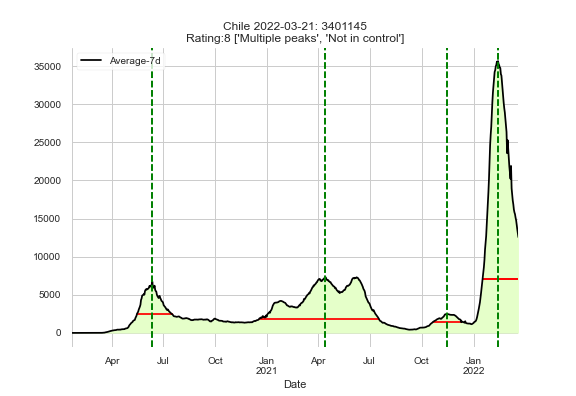 Chile 2022-03-21: 3401145
Rating:8 ['Multiple peaks', 'Not in control']
Average-7d
35000
30000
25000
20000
15000
10000
5000
0
Apr Jul Oct Jan Apr Jul Oct Jan
2021 2022
Date